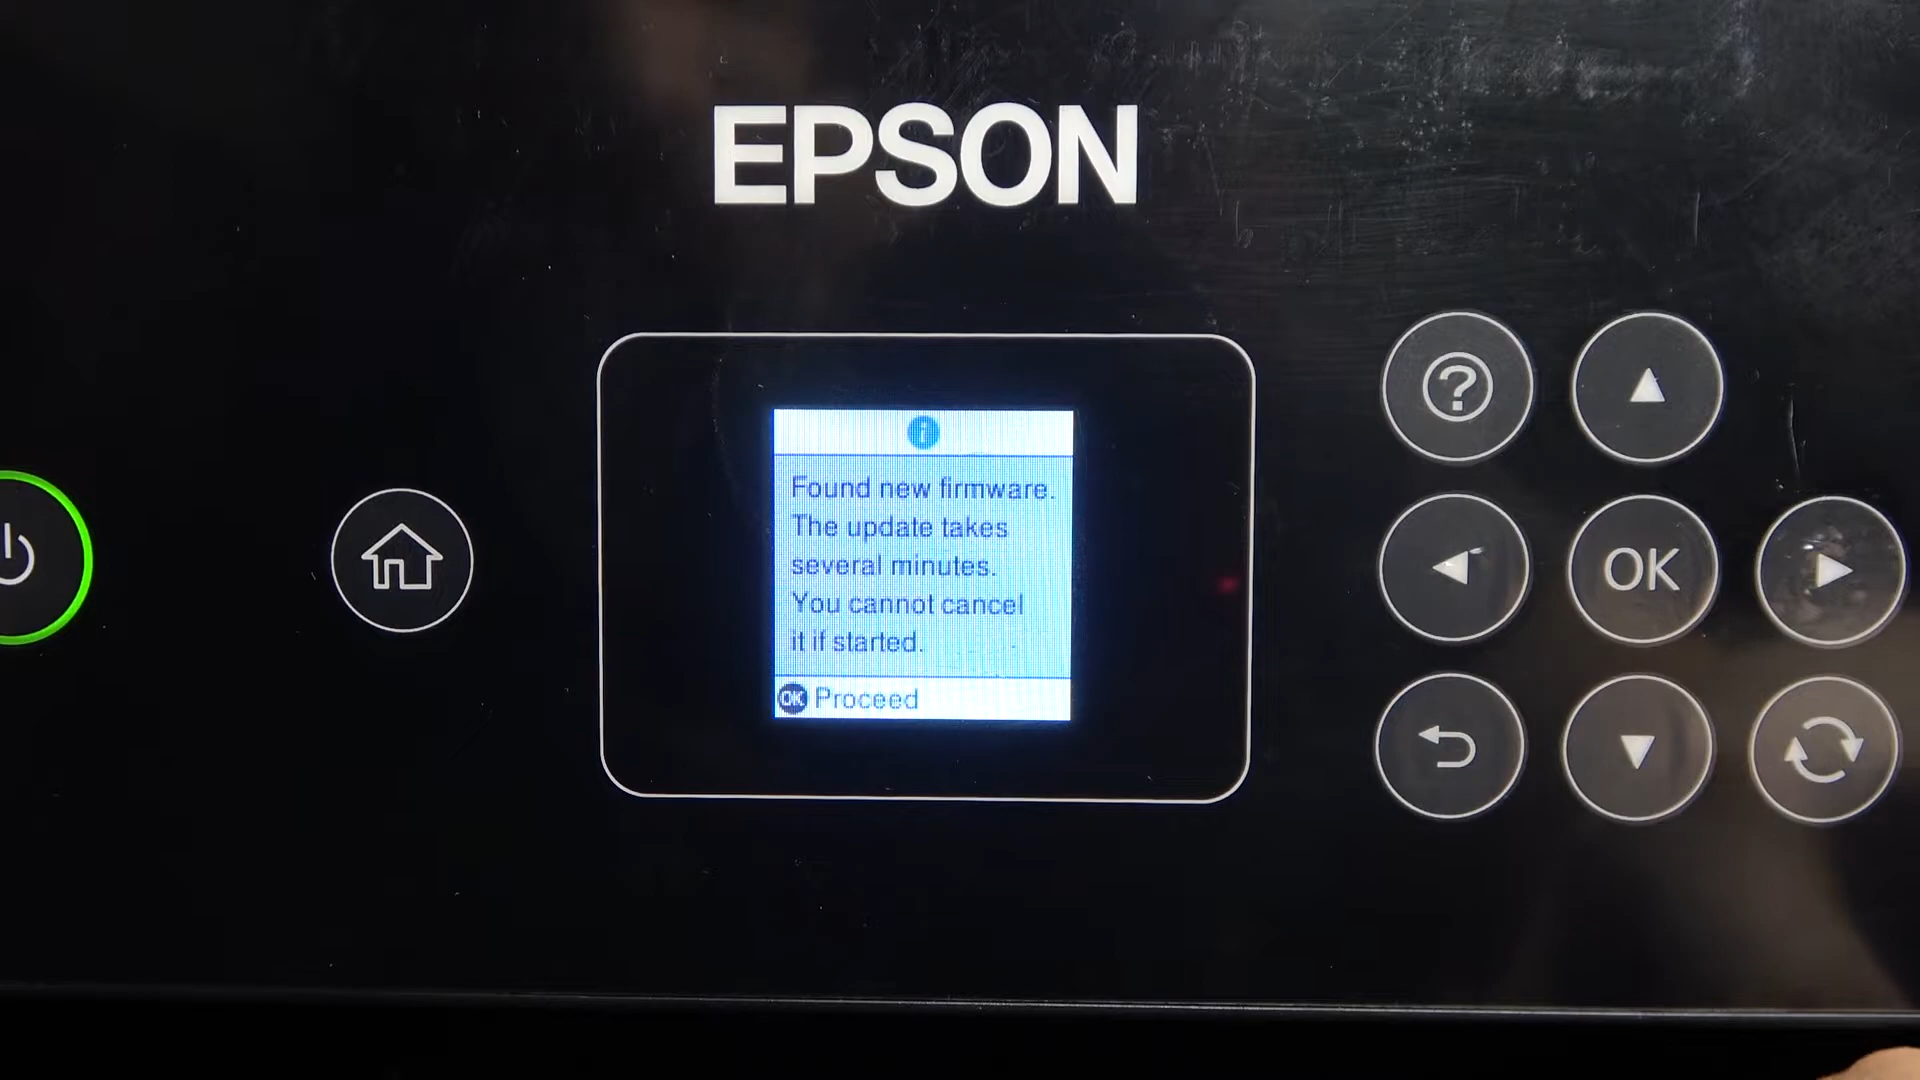 EPSON
Found new firmware.
The update takes
several minutes.
You cannot cancel
it if started.
OK Proceed
?
OK